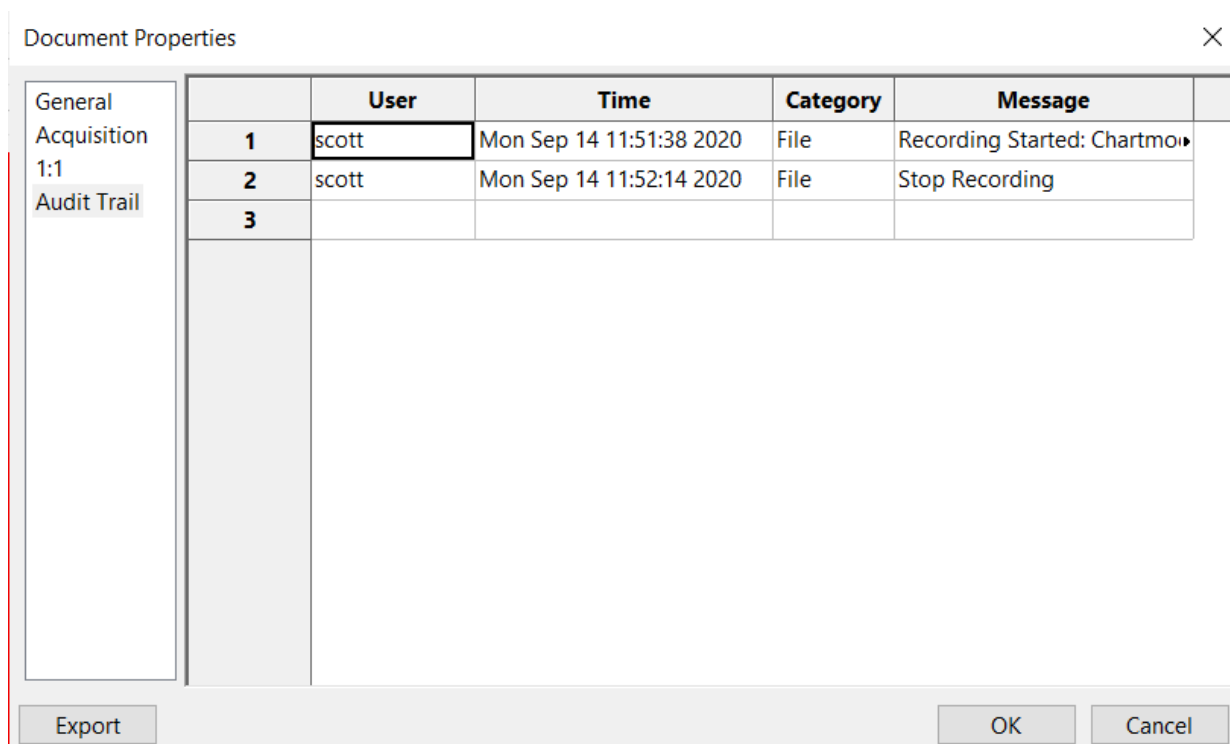 Document Properties
General
Acquisition
1:1
Audit Trail
User Time Category Message
1 scott Mon Sep 14 11:51:38 2020 File Recording Started: Chartmo
2 scott Mon Sep 14 11:52:14 2020 File Stop Recording
3
Export OK Cancel